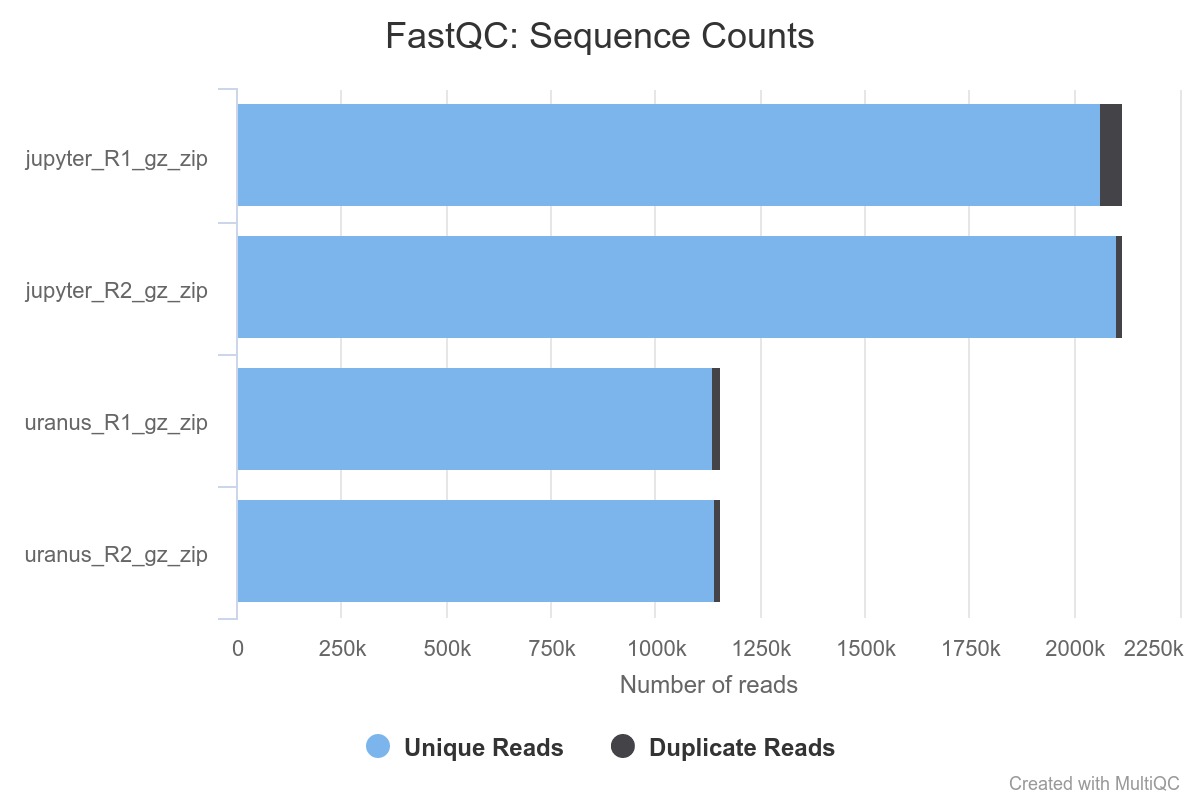 FastQC: Sequence Counts
jupyter_R1_gz_zip
jupyter_R2_gz_zip
uranus_R1_gz_zip
uranus_R2_gz_zip
0 250k 500k 750k 1000k 1250k 1500k 1750k 2000k 2250k
Number of reads
Unique Reads Duplicate Reads
Created with MultiQC